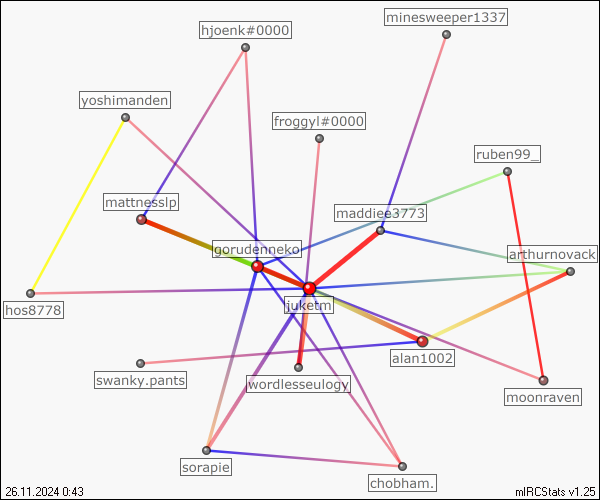 minesweeper1337
hjoenk#0000
yoshimanden
froggyl#0000
ruben99_
mattnesslp
maddiee3773
gorudenneko
arthurnovack
juketm
hos8778
alan1002
swanky.pants
wordlesseulogy
moonraven
sorapie
chobham.
26.11.2024 0:43
mIRCStats v1.25